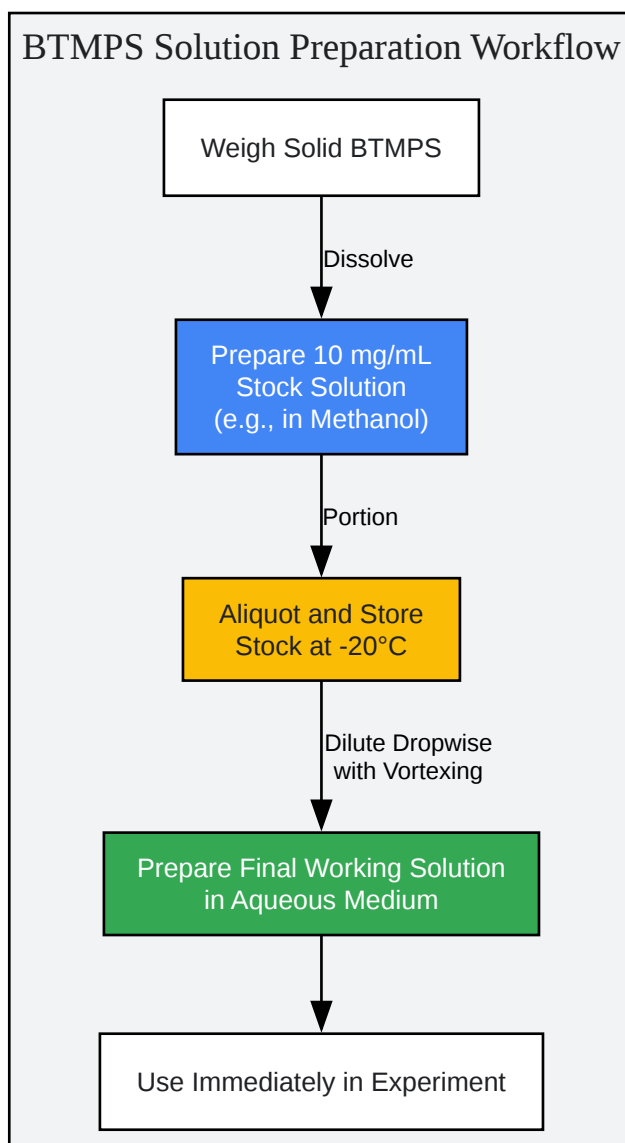 BTMPS Solution Preparation Workflow
Weigh Solid BTMPS
Dissolve
Prepare 10 mg/mL
Stock Solution
(e.g., in Methanol)
Portion
Aliquot and Store
Stock at -20°C
Dilute Dropwise
with Vortexing
Prepare Final Working Solution
in Aqueous Medium
Use Immediately in Experiment